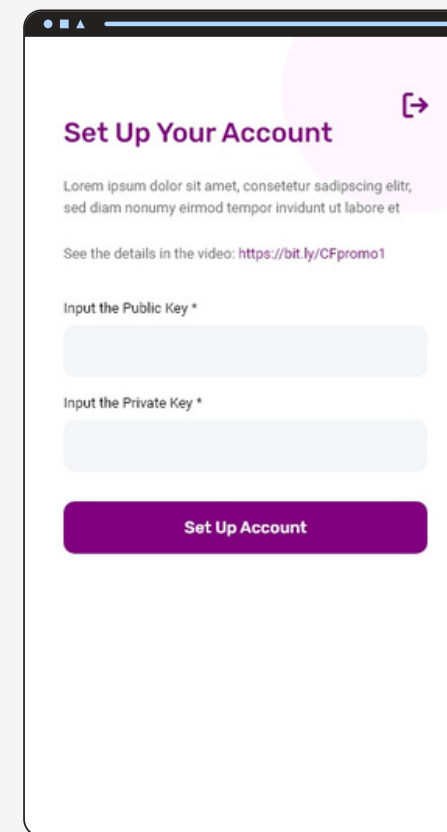 Set Up Your Account
Lorem ipsum dolor sit amet, consetetur sadipscing elitr,
sed diam nonumy eirmod tempor invidunt ut labore et
See the details in the video: https://bit.ly/CFpromo1
Input the Public Key *
Input the Private Key *
Set Up Account